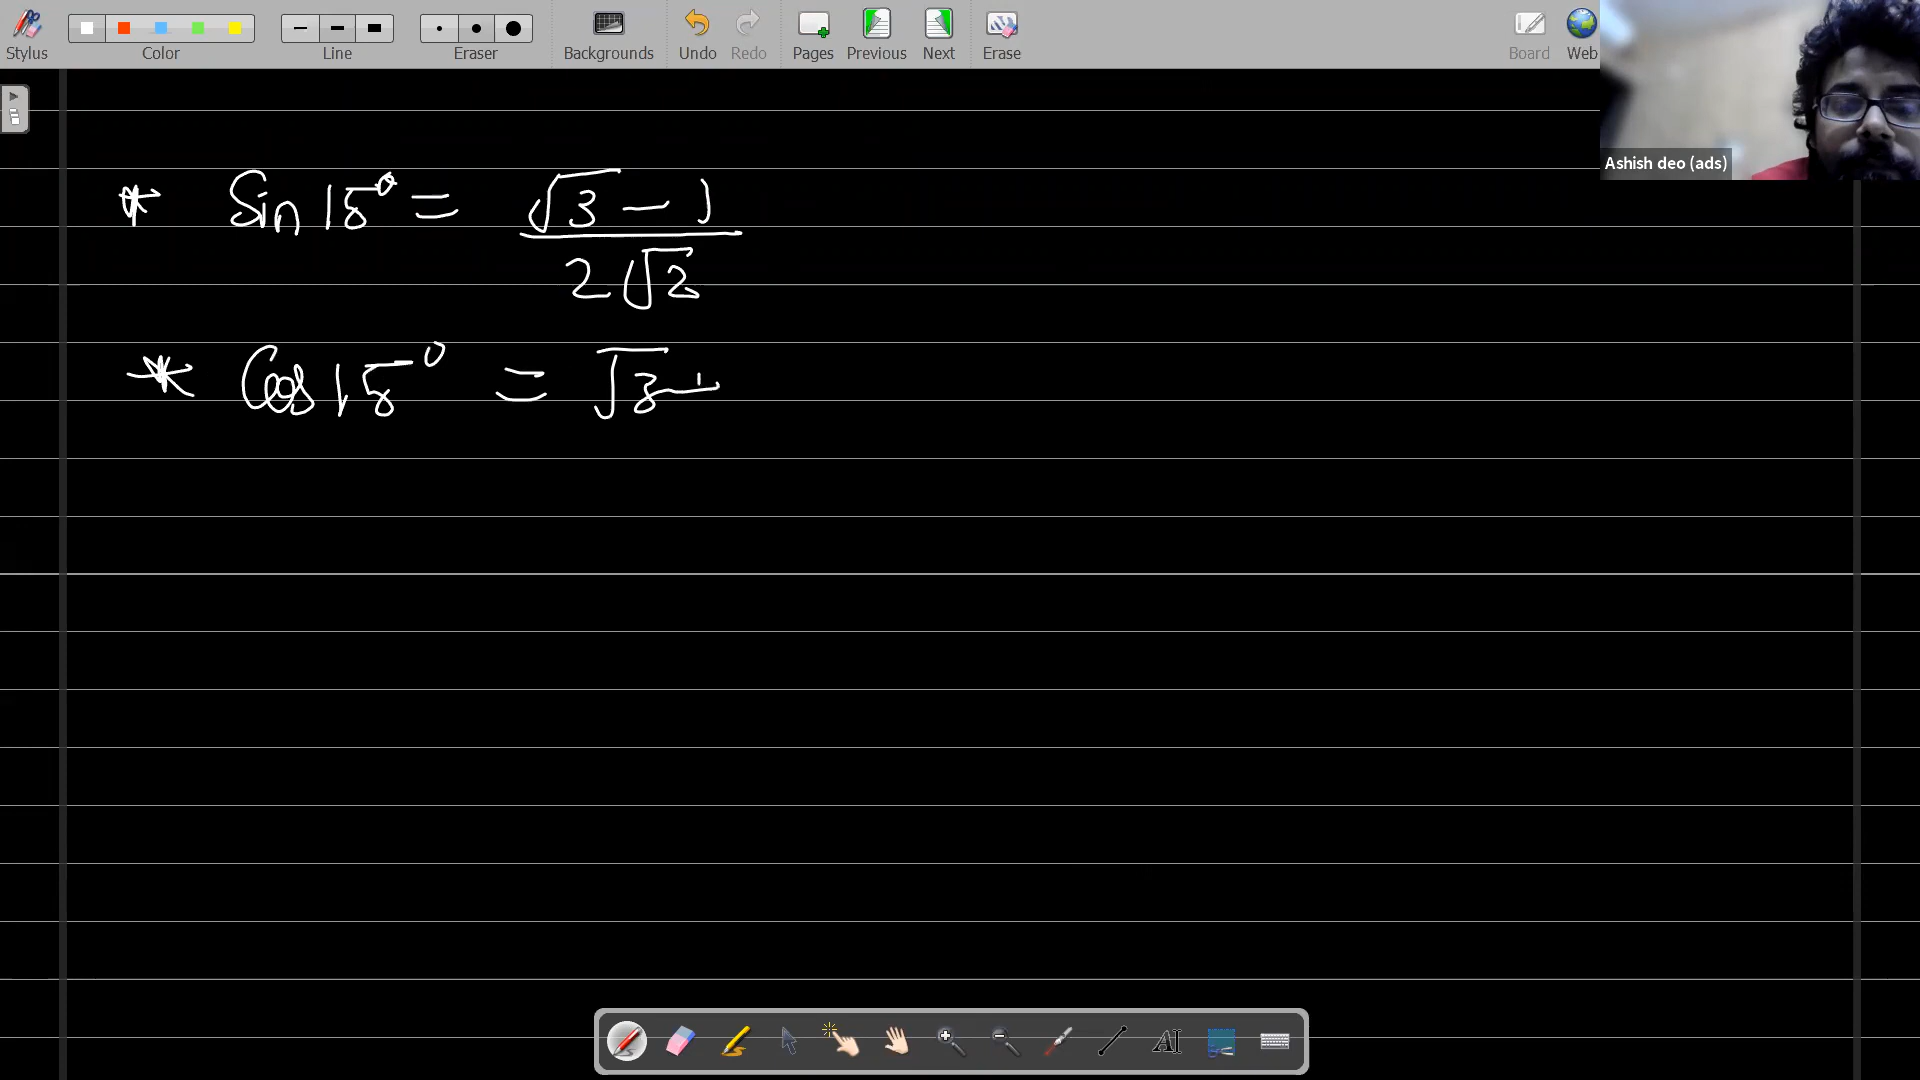 Stylus Color Line Eraser Backgrounds Undo Redo Pages Previous Next Erase Board Web
Ashish deo (ads)
* Sin 15° = √3 - 1 / 2√2
* Cos 15° = √3 +